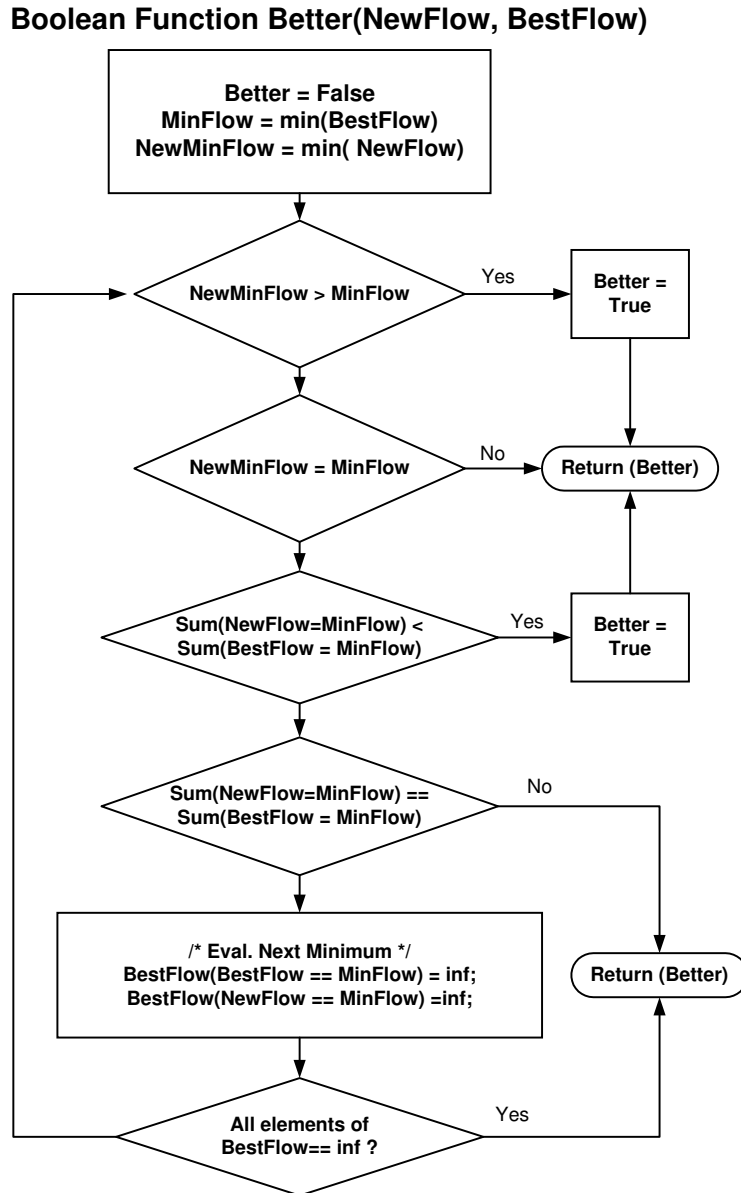 Boolean Function Better(NewFlow, BestFlow)
Better = False
MinFlow = min(BestFlow)
NewMinFlow = min( NewFlow)
NewMinFlow > MinFlow
Yes
Better =
True
NewMinFlow = MinFlow
No
Return (Better)
Sum(NewFlow=MinFlow) <
Sum(BestFlow = MinFlow)
Yes
Better =
True
Sum(NewFlow=MinFlow) ==
Sum(BestFlow = MinFlow)
No
/* Eval. Next Minimum */
BestFlow(BestFlow == MinFlow) = inf;
BestFlow(NewFlow == MinFlow) =inf;
Return (Better)
All elements of
BestFlow== inf ?
Yes